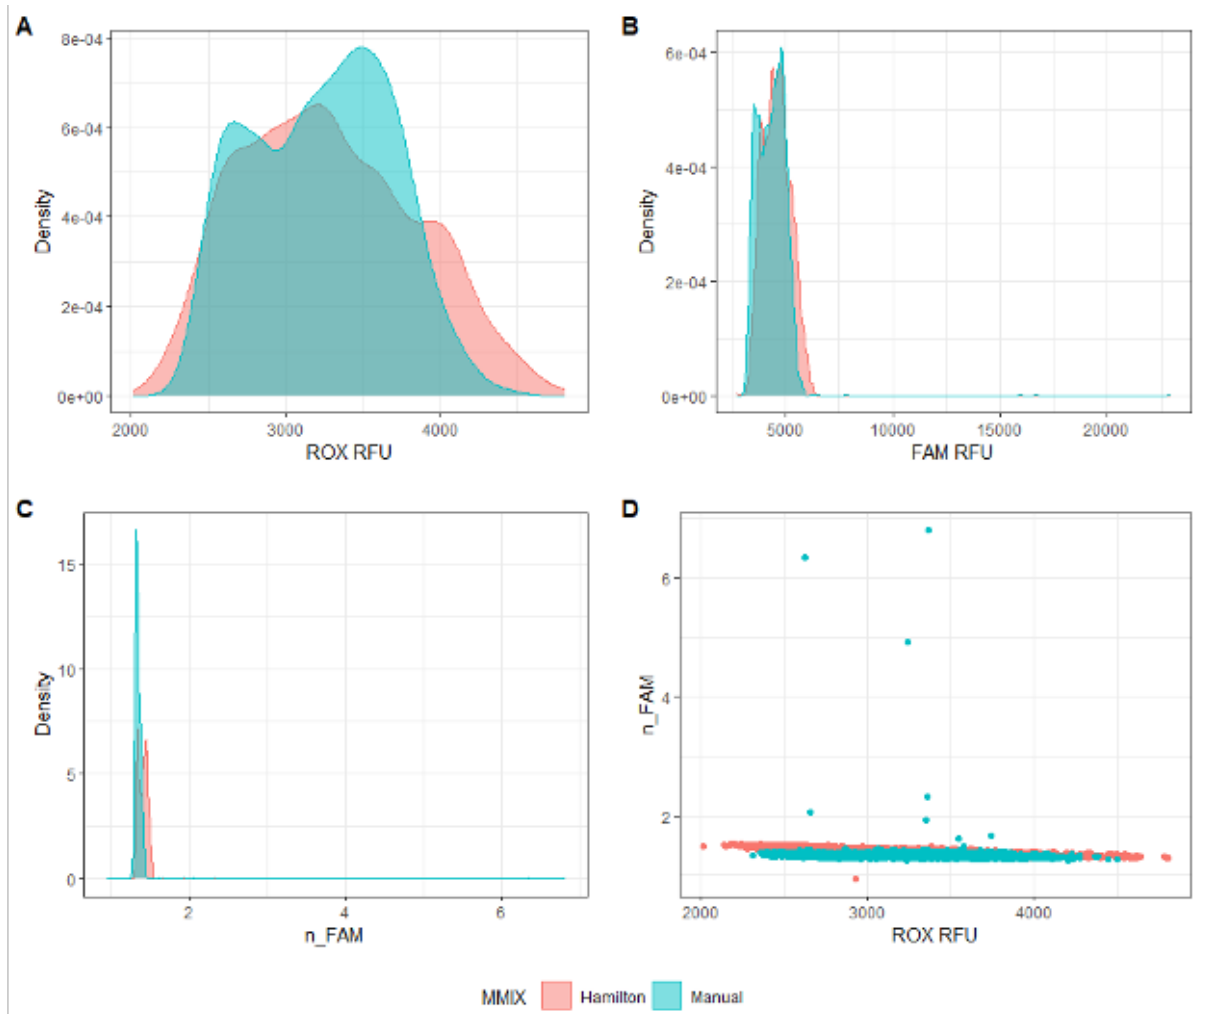 A
8e-04
6e-04
4e-04
2e-04
0e+00
Density
2000 3000 4000
ROX RFU
B
6e-04
4e-04
2e-04
0e+00
Density
5000 10000 15000 20000
FAM RFU
C
15
10
5
0
Density
2 4 6
n_FAM
D
6
4
2
n_FAM
2000 3000 4000
ROX RFU
MMIX Hamilton Manual